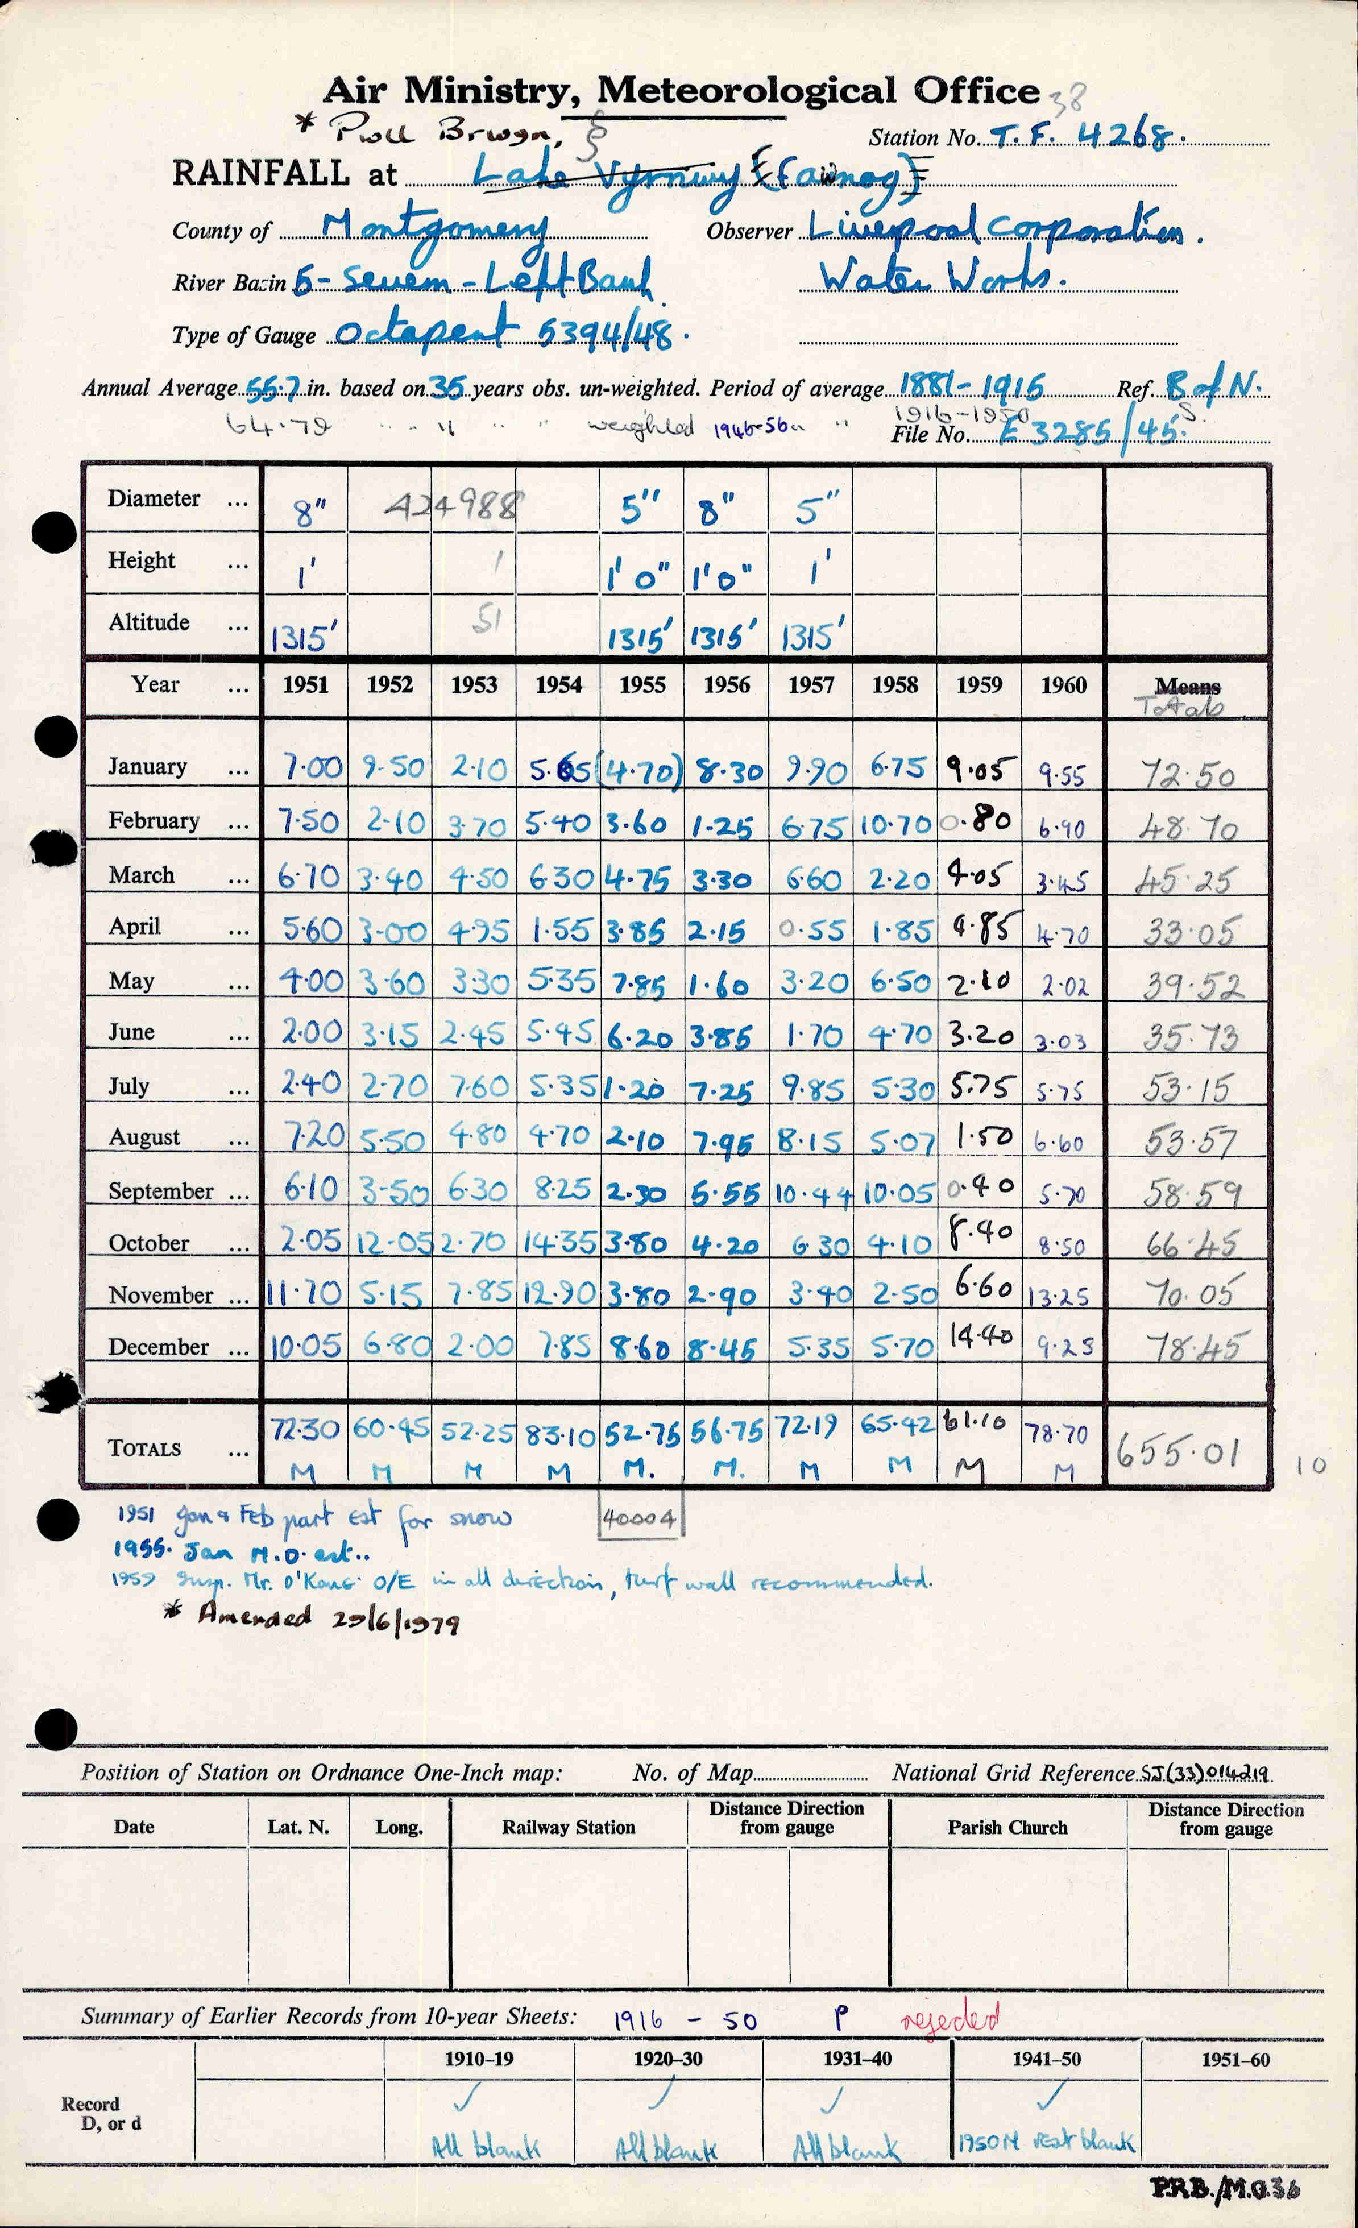 Air Ministry, Meteorological Office 38
* Pwll Brwyn, §
Station No. T. F. 4268.
RAINFALL at Lake Vyrnwy (Eawnog)
County of Montgomery Observer Liverpool Corporation.
River Basin 5 - Severn - Left Bank Water Works.
Type of Gauge Octapent 5394/48.
Annual Average 55.7 in. based on 35 years obs. un-weighted. Period of average 1881-1915 Ref. B of N.
64.79 " " " " " weighted 1946-56 " " 1916-1950 S.
File No. E 3285/45.
Diameter ... 8" 424988 5" 8" 5"
Height ... 1' 1 1'0" 1'0" 1'
Altitude ... 1315' 51 1315' 1315' 1315'
Year ... 1951 1952 1953 1954 1955 1956 1957 1958 1959 1960 Means
Totals
January ... 7.00 9.50 2.10 5.65 (4.70) 8.30 9.90 6.75 9.05 9.55 72.50
February ... 7.50 2.10 3.70 5.40 3.60 1.25 6.75 10.70 0.80 6.90 48.70
March ... 6.70 3.40 4.50 6.30 4.75 3.30 6.60 2.20 4.05 3.45 45.25
April ... 5.60 3.00 4.95 1.55 3.85 2.15 0.55 1.85 4.85 4.70 33.05
May ... 4.00 3.60 3.30 5.35 7.85 1.60 3.20 6.50 2.10 2.02 39.52
June ... 2.00 3.15 2.45 5.45 6.20 3.85 1.70 4.70 3.20 3.03 35.73
July ... 2.40 2.70 7.60 5.35 1.20 7.25 9.85 5.30 5.75 5.75 53.15
August ... 7.20 5.50 4.80 4.70 2.10 7.95 8.15 5.07 1.50 6.60 53.57
September ... 6.10 3.50 6.30 8.25 2.30 5.55 10.44 10.05 0.40 5.70 58.59
October ... 2.05 12.05 2.70 14.35 3.80 4.20 6.30 4.10 8.40 8.50 66.45
November ... 11.70 5.15 7.85 12.90 3.80 2.90 3.40 2.50 6.60 13.25 70.05
December ... 10.05 6.80 2.00 7.85 8.60 8.45 5.35 5.70 14.40 9.25 78.45
TOTALS ... 72.30 60.45 52.25 83.10 52.75 56.75 72.19 65.42 61.10 78.70 655.01
M M M M M. M. M M M M 10
1951 Jan & Feb part est for snow 40004
1955. Jan M.O. est..
1959 Insp. Mr. O'Kane O/E in all direction, turf wall recommended.
* Amended 29/6/1979
Position of Station on Ordnance One-Inch map: No. of Map National Grid Reference SJ(33)014219
Date Lat. N. Long. Railway Station Distance Direction from gauge Parish Church Distance Direction from gauge
Summary of Earlier Records from 10-year Sheets: 1916 - 50 P rejected
1910–19 1920–30 1931–40 1941–50 1951–60
Record
D, or d
✓ ✓ ✓ ✓
All blank All blank All blank 1950 M rest blank
P.R.B./M.O.36